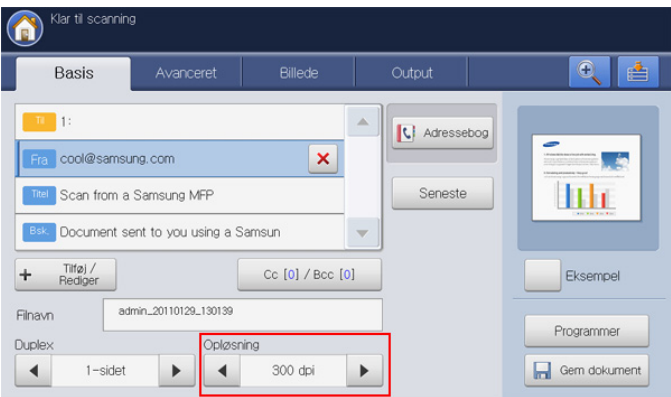 Klar til scanning
Basis
Avanceret
Billede
Output
Til 1:
Fra cool@samsung.com
Titel Scan from a Samsung MFP
Bsk. Document sent to you using a Samsun
Adressebog
Seneste
+ Tilføj /
Rediger
Cc [0] / Bcc [0]
Eksempel
Filnavn admin_20110129_130139
Duplex
Opløsning
1-sidet
300 dpi
Programmer
Gem dokument